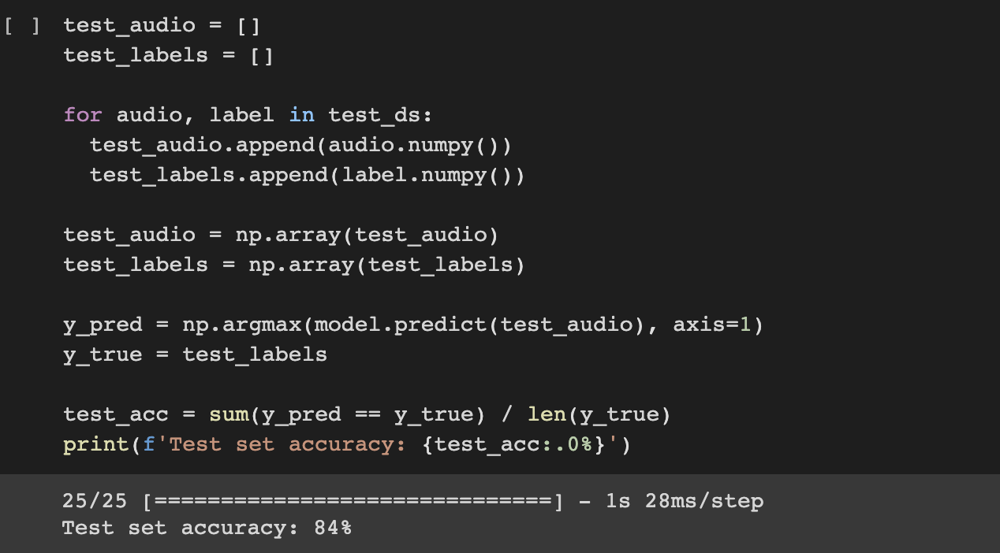 [ ] test_audio = []
test_labels = []
for audio, label in test_ds:
test_audio.append(audio.numpy())
test_labels.append(label.numpy())
test_audio = np.array(test_audio)
test_labels = np.array(test_labels)
y_pred = np.argmax(model.predict(test_audio), axis=1)
y_true = test_labels
test_acc = sum(y_pred == y_true) / len(y_true)
print(f'Test set accuracy: {test_acc:.0%}')
25/25 [==============================] - 1s 28ms/step
Test set accuracy: 84%